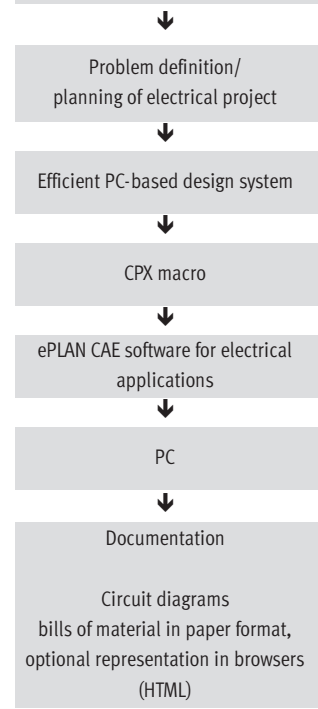 Problem definition/
planning of electrical project
Efficient PC-based design system
CPX macro
ePLAN CAE software for electrical
applications
PC
Documentation
Circuit diagrams
bills of material in paper format,
optional representation in browsers
(HTML)